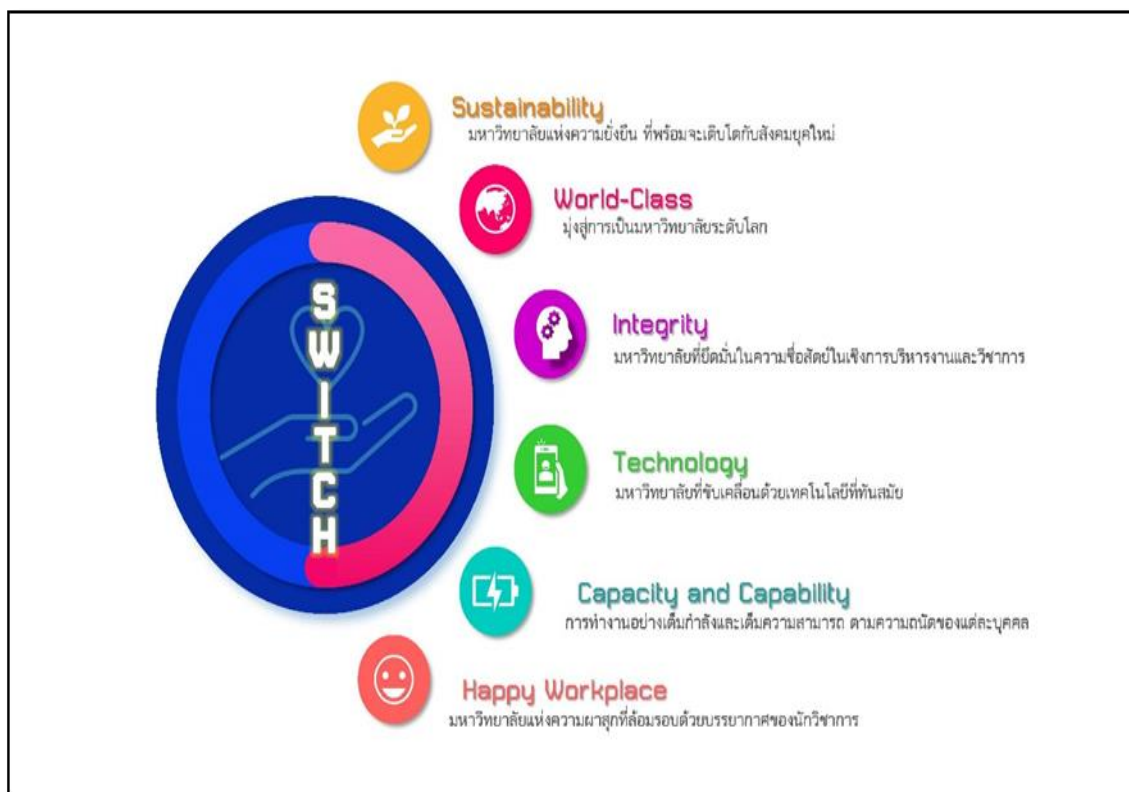 Sustainability
มหาวิทยาลัยแห่งความยั่งยืน ที่พร้อมจะเติบโตกับสังคมยุคใหม่
World-Class
มุ่งสู่การเป็นมหาวิทยาลัยระดับโลก
SWITCH
Integrity
มหาวิทยาลัยที่ยึดมั่นในความซื่อสัตย์ในเชิงการบริหารงานและวิชาการ
Technology
มหาวิทยาลัยที่ขับเคลื่อนด้วยเทคโนโลยีที่ทันสมัย
Capacity and Capability
การทำงานอย่างเต็มกำลังและเต็มความสามารถ ตามความถนัดของแต่ละบุคคล
Happy Workplace
มหาวิทยาลัยแห่งความผาสุกที่ล้อมรอบด้วยบรรยากาศของนักวิชาการ